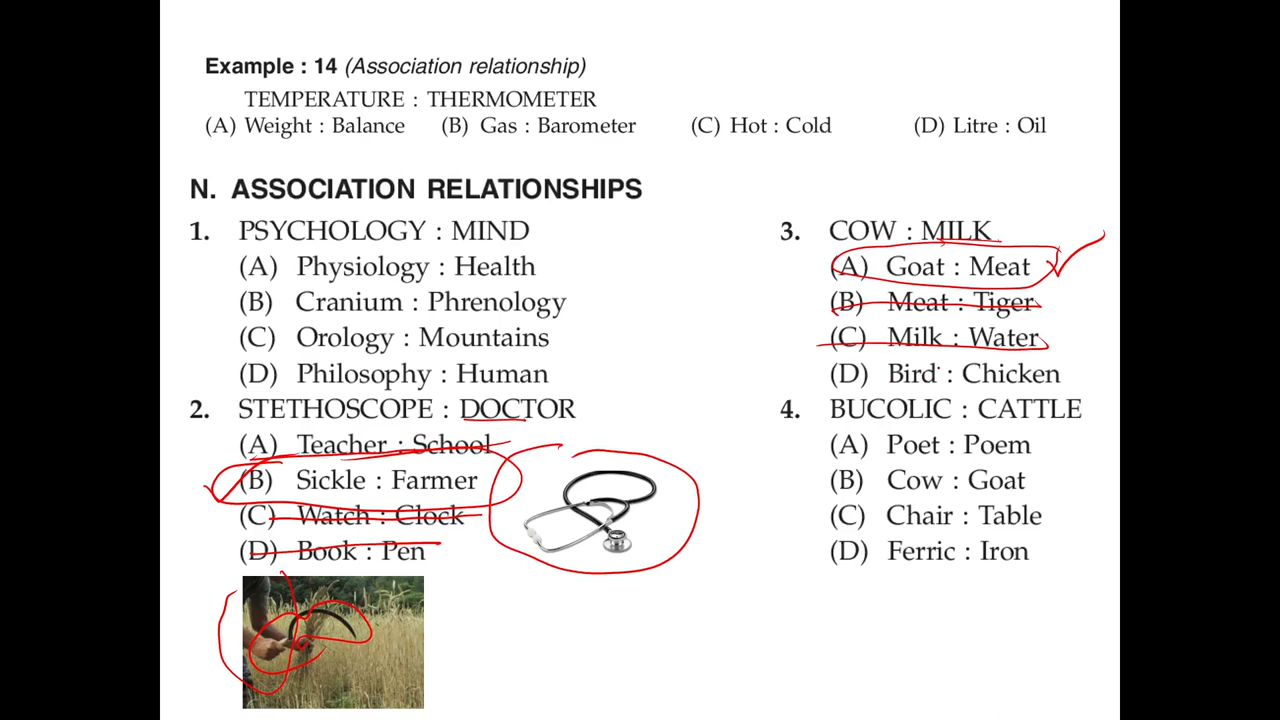 Example : 14 (Association relationship)
TEMPERATURE : THERMOMETER
(A) Weight : Balance (B) Gas : Barometer (C) Hot : Cold (D) Litre : Oil
N. ASSOCIATION RELATIONSHIPS
1. PSYCHOLOGY : MIND
(A) Physiology : Health
(B) Cranium : Phrenology
(C) Orology : Mountains
(D) Philosophy : Human
2. STETHOSCOPE : DOCTOR
(A) Teacher : School
(B) Sickle : Farmer
(C) Watch : Clock
(D) Book : Pen
3. COW : MILK
(A) Goat : Meat
(B) Meat : Tiger
(C) Milk : Water
(D) Bird : Chicken
4. BUCOLIC : CATTLE
(A) Poet : Poem
(B) Cow : Goat
(C) Chair : Table
(D) Ferric : Iron